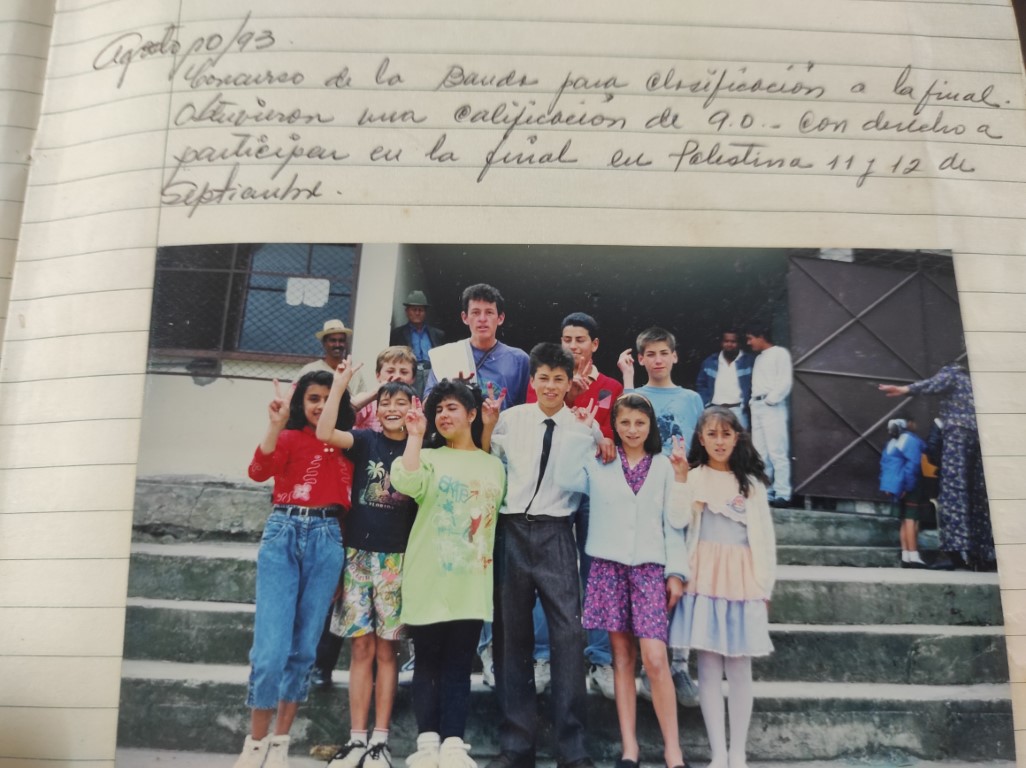 Agosto 10/93.
Concurso de la Banda para clasificación a la final.
Obtuvieron una calificación de 9.0.- con derecho a
participar en la final en Palestina 11 y 12 de
Septiembre.